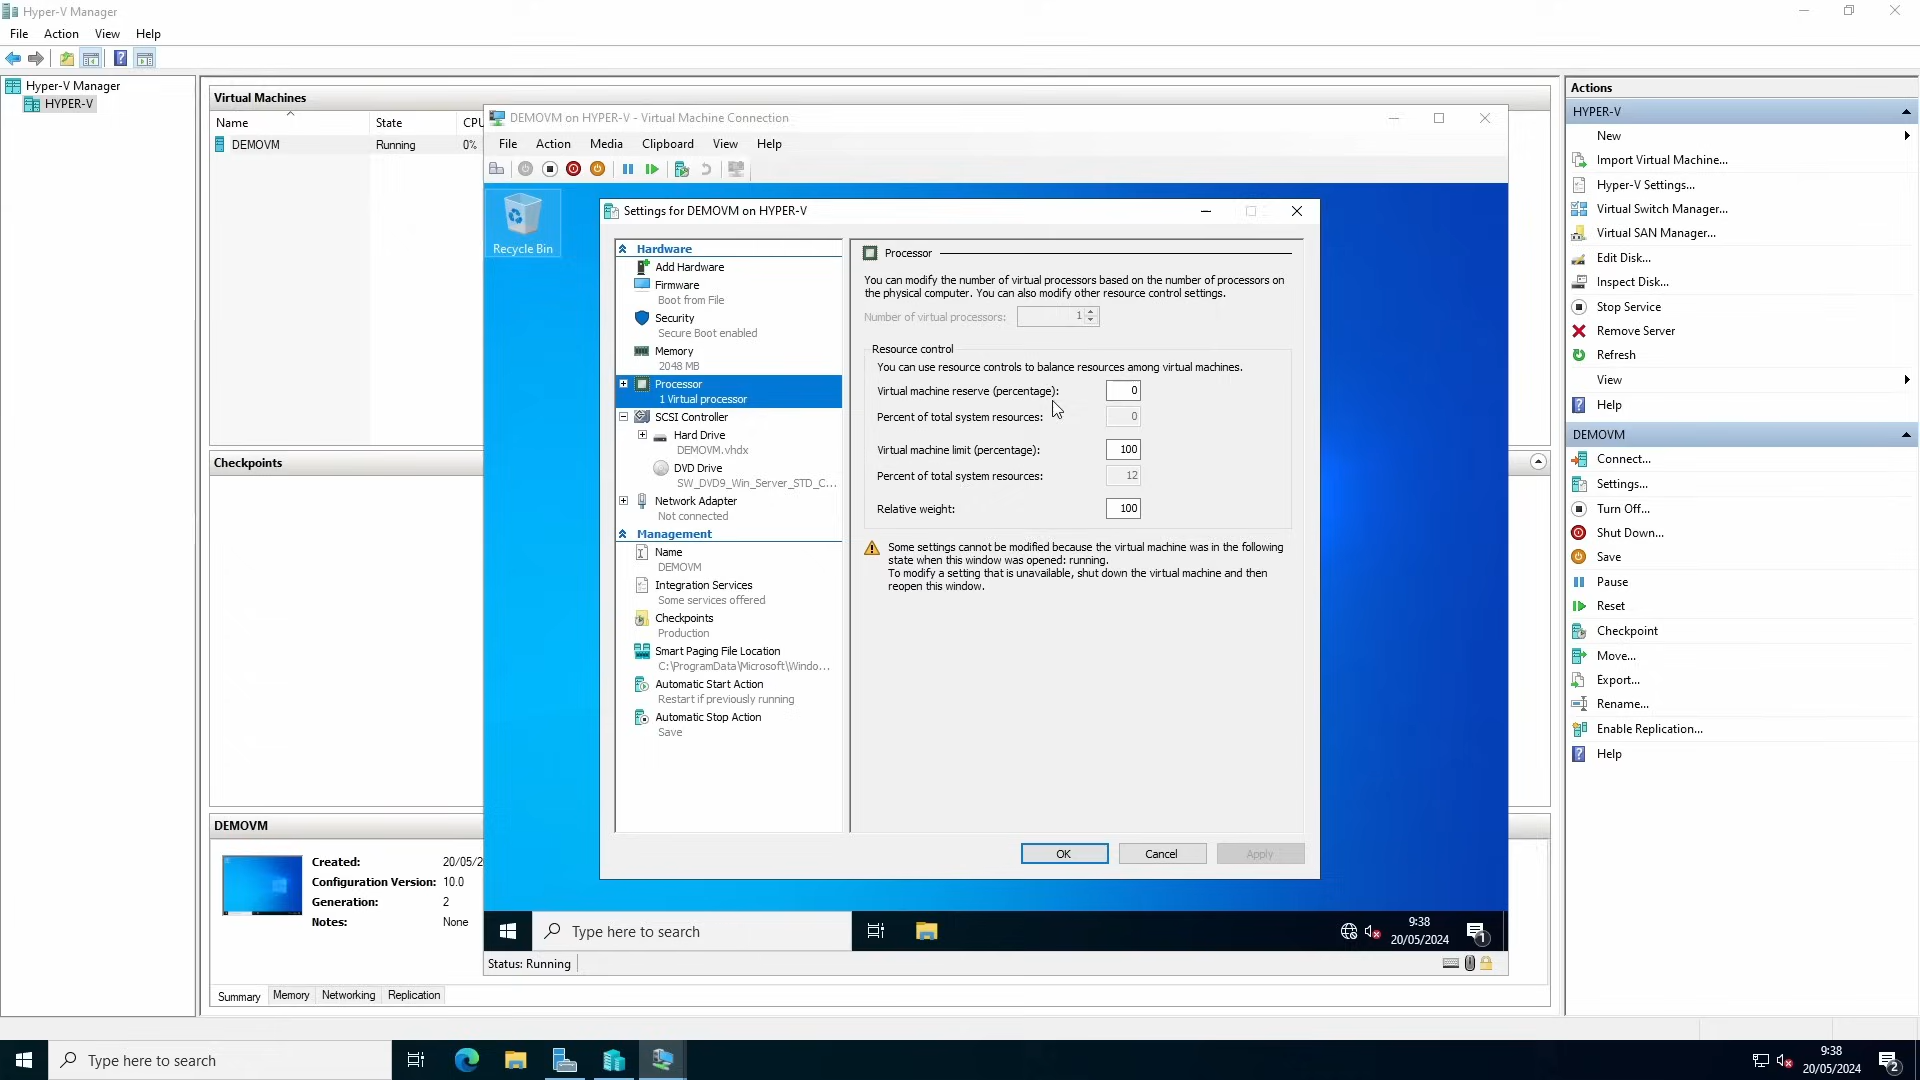 Hyper-V Manager
File Action View Help
Hyper-V Manager
HYPER-V
Virtual Machines
Name State CPU
DEMOVM Running 0%
Checkpoints
DEMOVM
Created: 20/05/2
Configuration Version: 10.0
Generation: 2
Notes: None
Summary Memory Networking Replication
DEMOVM on HYPER-V - Virtual Machine Connection
File Action Media Clipboard View Help
Recycle Bin
Settings for DEMOVM on HYPER-V
Hardware
Add Hardware
Firmware
Boot from File
Security
Secure Boot enabled
Memory
2048 MB
Processor
1 Virtual processor
SCSI Controller
Hard Drive
DEMOVM.vhdx
DVD Drive
SW_DVD9_Win_Server_STD_C...
Network Adapter
Not connected
Management
Name
DEMOVM
Integration Services
Some services offered
Checkpoints
Production
Smart Paging File Location
C:\ProgramData\Microsoft\Windo...
Automatic Start Action
Restart if previously running
Automatic Stop Action
Save
Processor
You can modify the number of virtual processors based on the number of processors on
the physical computer. You can also modify other resource control settings.
Number of virtual processors: 1
Resource control
You can use resource controls to balance resources among virtual machines.
Virtual machine reserve (percentage): 0
Percent of total system resources: 0
Virtual machine limit (percentage): 100
Percent of total system resources: 12
Relative weight: 100
Some settings cannot be modified because the virtual machine was in the following
state when this window was opened: running.
To modify a setting that is unavailable, shut down the virtual machine and then
reopen this window.
OK Cancel Apply
Type here to search
9:38
20/05/2024
1
Status: Running
Actions
HYPER-V
New
Import Virtual Machine...
Hyper-V Settings...
Virtual Switch Manager...
Virtual SAN Manager...
Edit Disk...
Inspect Disk...
Stop Service
Remove Server
Refresh
View
Help
DEMOVM
Connect...
Settings...
Turn Off...
Shut Down...
Save
Pause
Reset
Checkpoint
Move...
Export...
Rename...
Enable Replication...
Help
Type here to search
9:38
20/05/2024
2